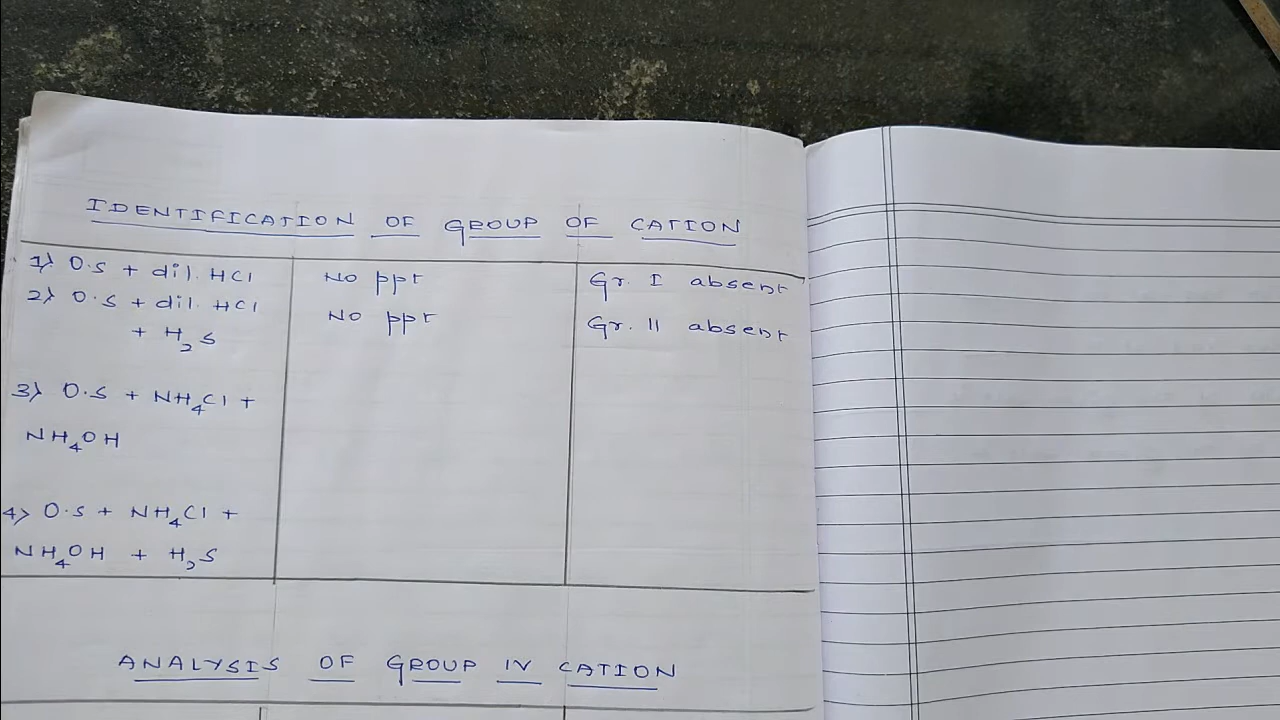 IDENTIFICATION OF GROUP OF CATION
1) O.S + dil. HCl No ppt Gr. I absent
2) O.S + dil. HCl No ppt Gr. II absent
+ H₂S
3) O.S + NH₄Cl +
NH₄OH
4) O.S + NH₄Cl +
NH₄OH + H₂S
ANALYSIS OF GROUP IV CATION